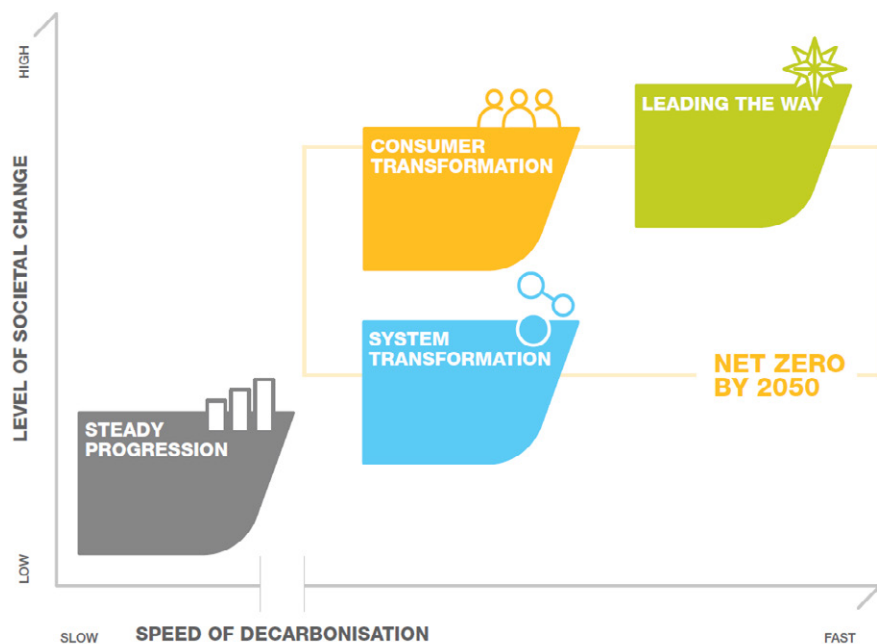 HIGH
LEVEL OF SOCIETAL CHANGE
LOW
LEADING THE WAY
CONSUMER
TRANSFORMATION
SYSTEM
TRANSFORMATION
NET ZERO
BY 2050
STEADY
PROGRESSION
SLOW
SPEED OF DECARBONISATION
FAST